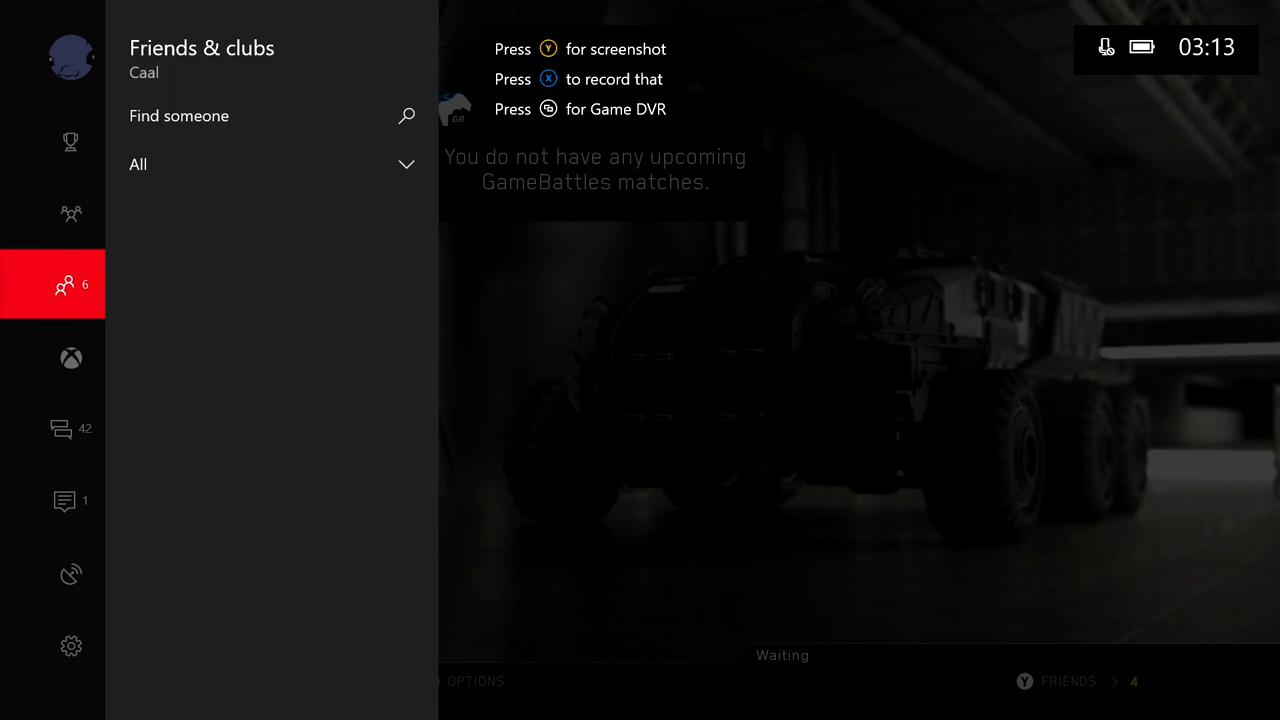 Friends & clubs
Caal
Find someone
All
6
42
1
Press Y for screenshot
Press X to record that
Press for Game DVR
03:13
GB
You do not have any upcoming
GameBattles matches.
Waiting
OPTIONS
Y FRIENDS > 4